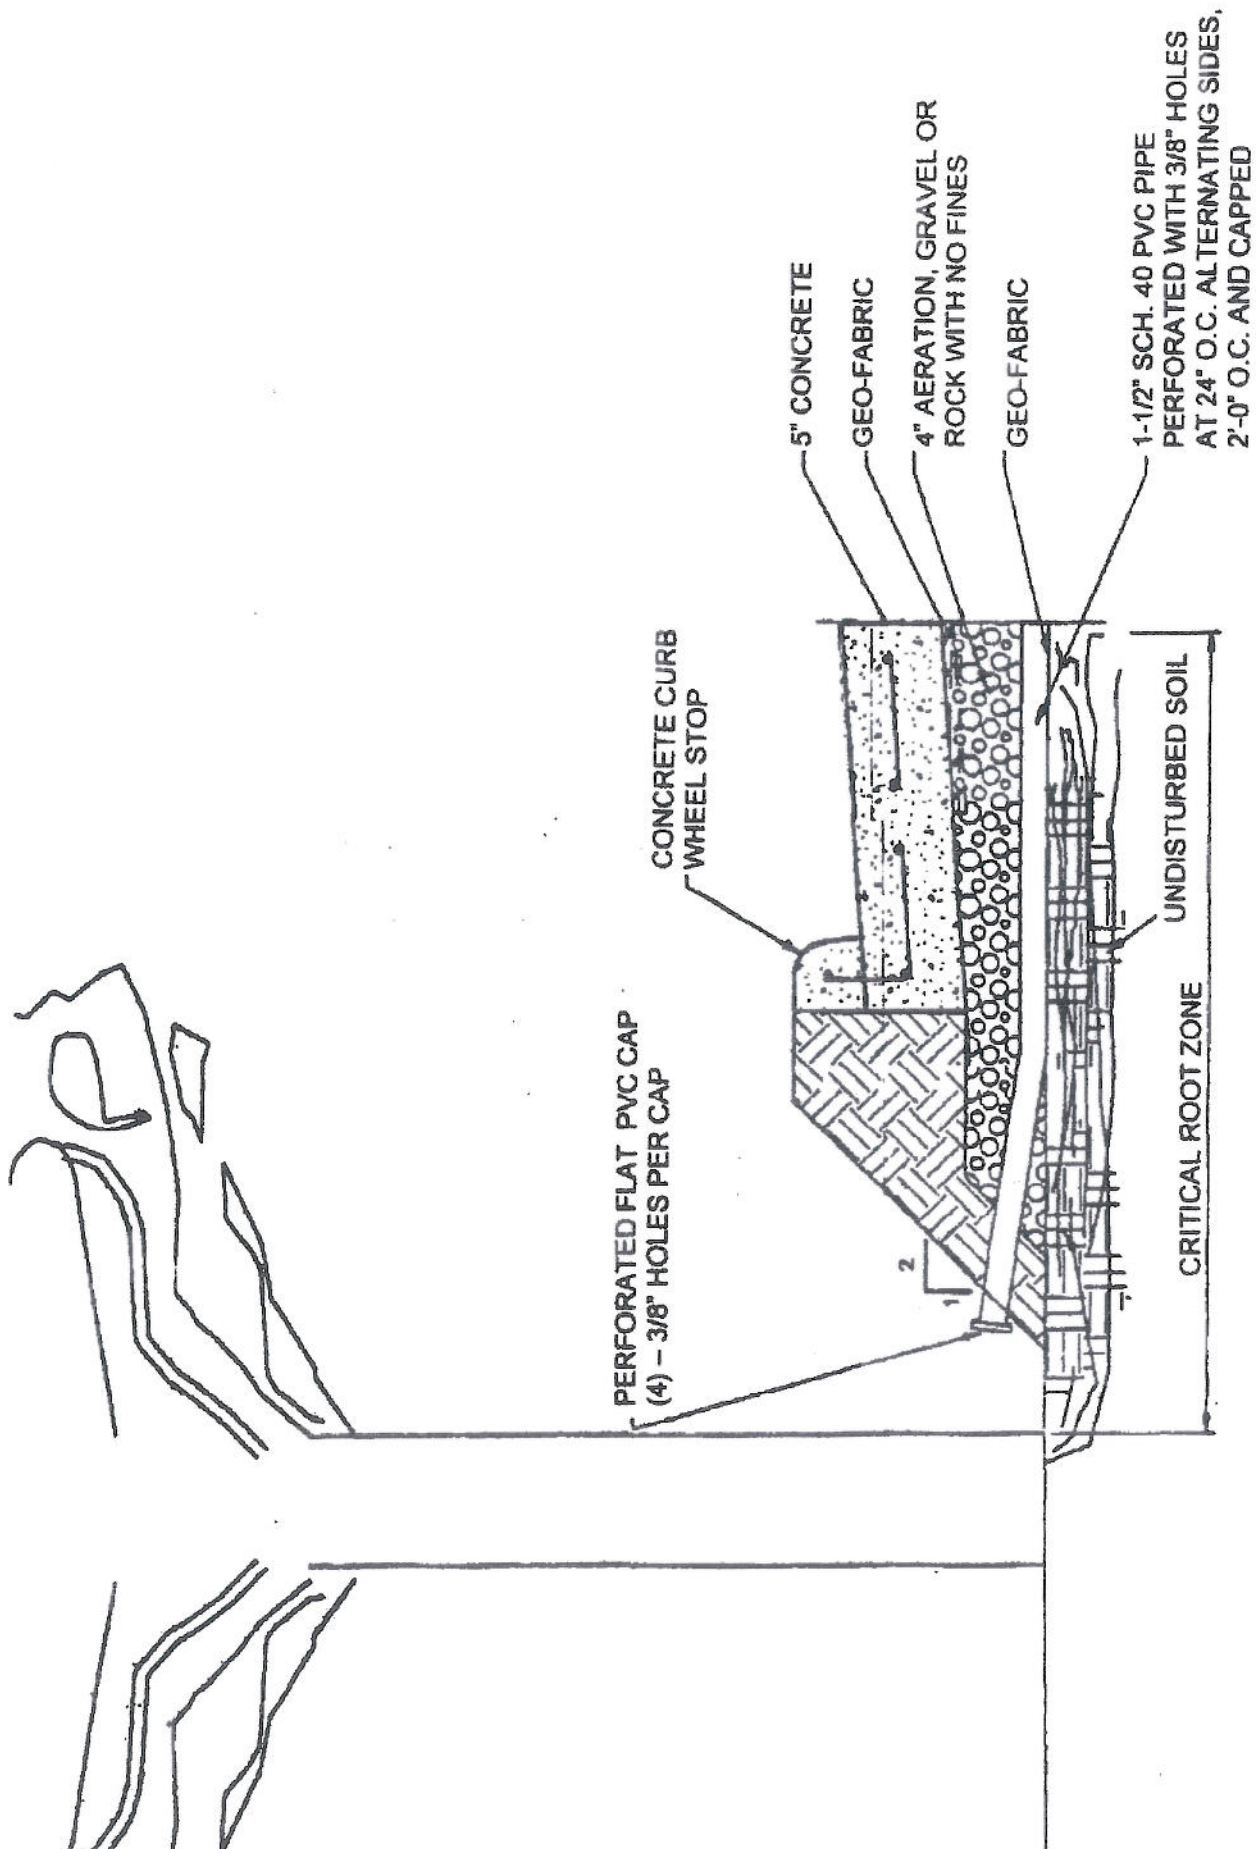 PERFORATED FLAT PVC CAP
(4) – 3/8" HOLES PER CAP
CONCRETE CURB
WHEEL STOP
5" CONCRETE
GEO-FABRIC
4" AERATION, GRAVEL OR
ROCK WITH NO FINES
GEO-FABRIC
1-1/2" SCH. 40 PVC PIPE
PERFORATED WITH 3/8" HOLES
AT 24" O.C. ALTERNATING SIDES,
2'-0" O.C. AND CAPPED
2
1
UNDISTURBED SOIL
CRITICAL ROOT ZONE